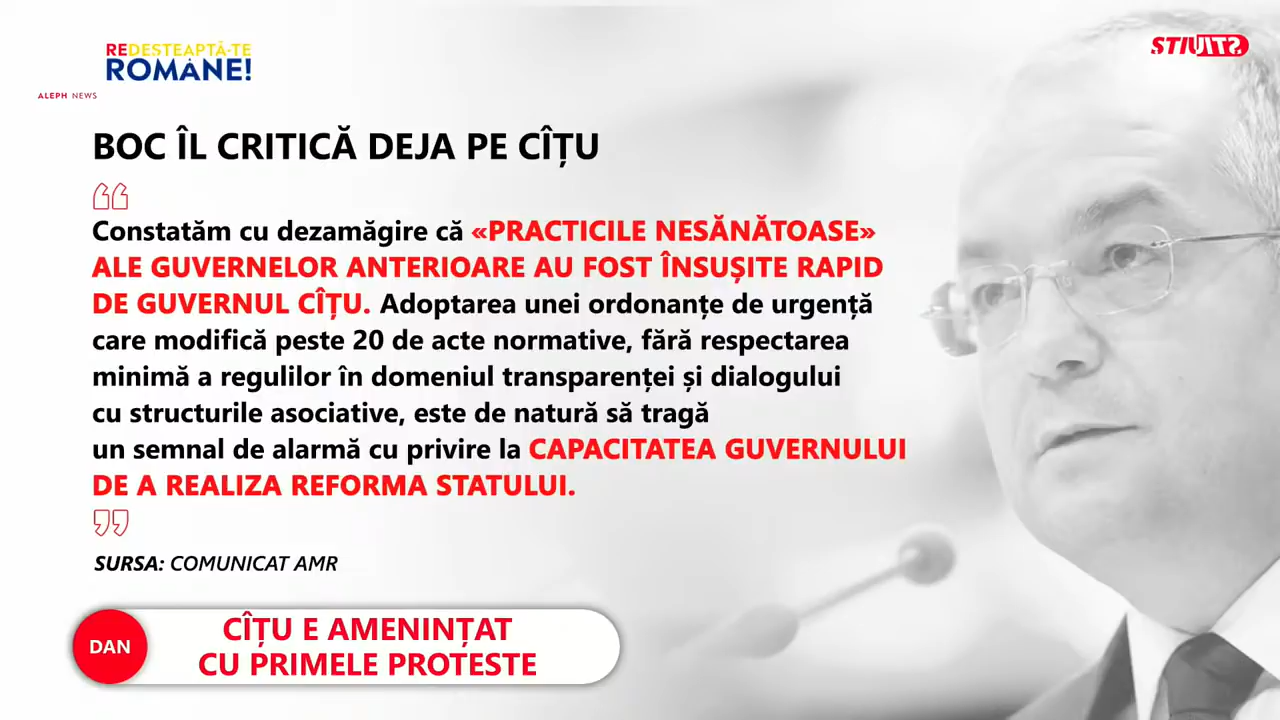 REDESTEAPTĂ-TE
ROMÂNE!
ALEPH NEWS
BOC ÎL CRITICĂ DEJA PE CÎȚU
Constatăm cu dezamăgire că «PRACTICILE NESĂNĂTOASE»
ALE GUVERNELOR ANTERIOARE AU FOST ÎNSUȘITE RAPID
DE GUVERNUL CÎȚU. Adoptarea unei ordonanțe de urgență
care modifică peste 20 de acte normative, fără respectarea
minimă a regulilor în domeniul transparenței și dialogului
cu structurile asociative, este de natură să tragă
un semnal de alarmă cu privire la CAPACITATEA GUVERNULUI
DE A REALIZA REFORMA STATULUI.
SURSA: COMUNICAT AMR
DAN
CÎȚU E AMENINȚAT
CU PRIMELE PROTESTE